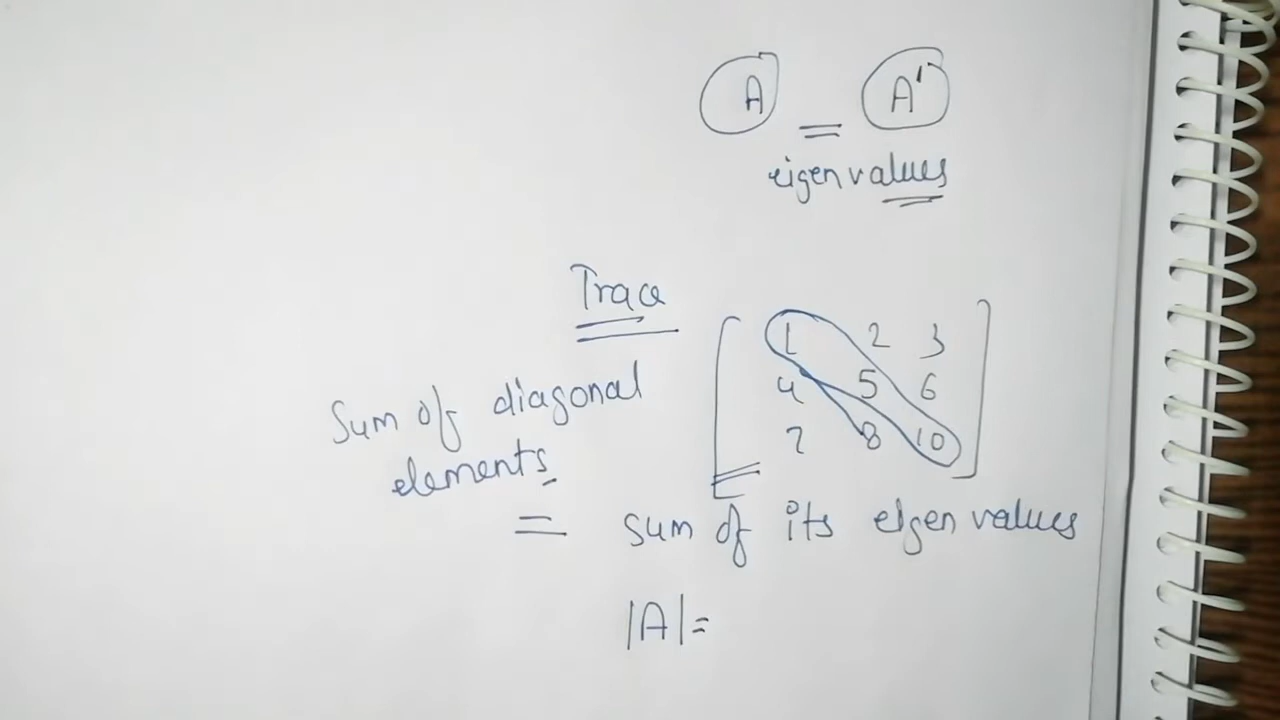 A = A'
eigen values
Trace
1 2 3
4 5 6
7 8 10
Sum of diagonal
elements
= sum of its eigen values
|A| =